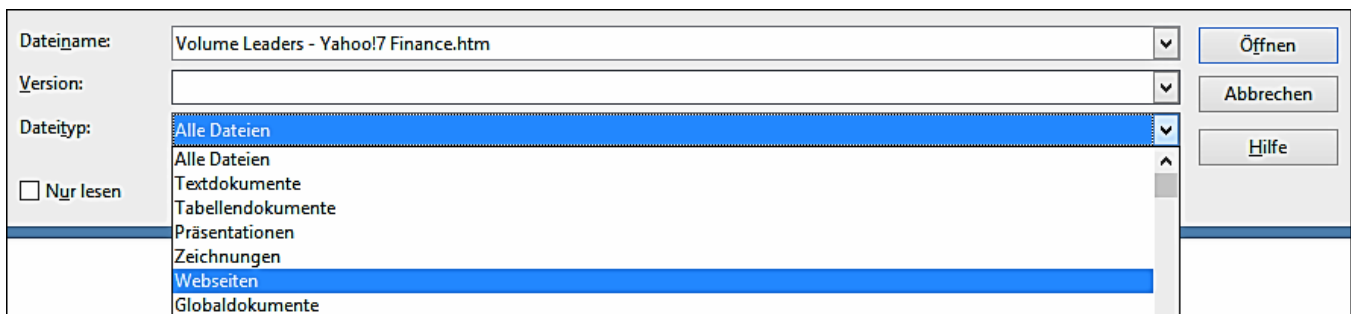 Dateiname: Volume Leaders - Yahoo!7 Finance.htm Öffnen
Version: Abbrechen
Dateityp: Alle Dateien
Hilfe
Alle Dateien
Textdokumente
Nur lesen
Tabellendokumente
Präsentationen
Zeichnungen
Webseiten
Globaldokumente